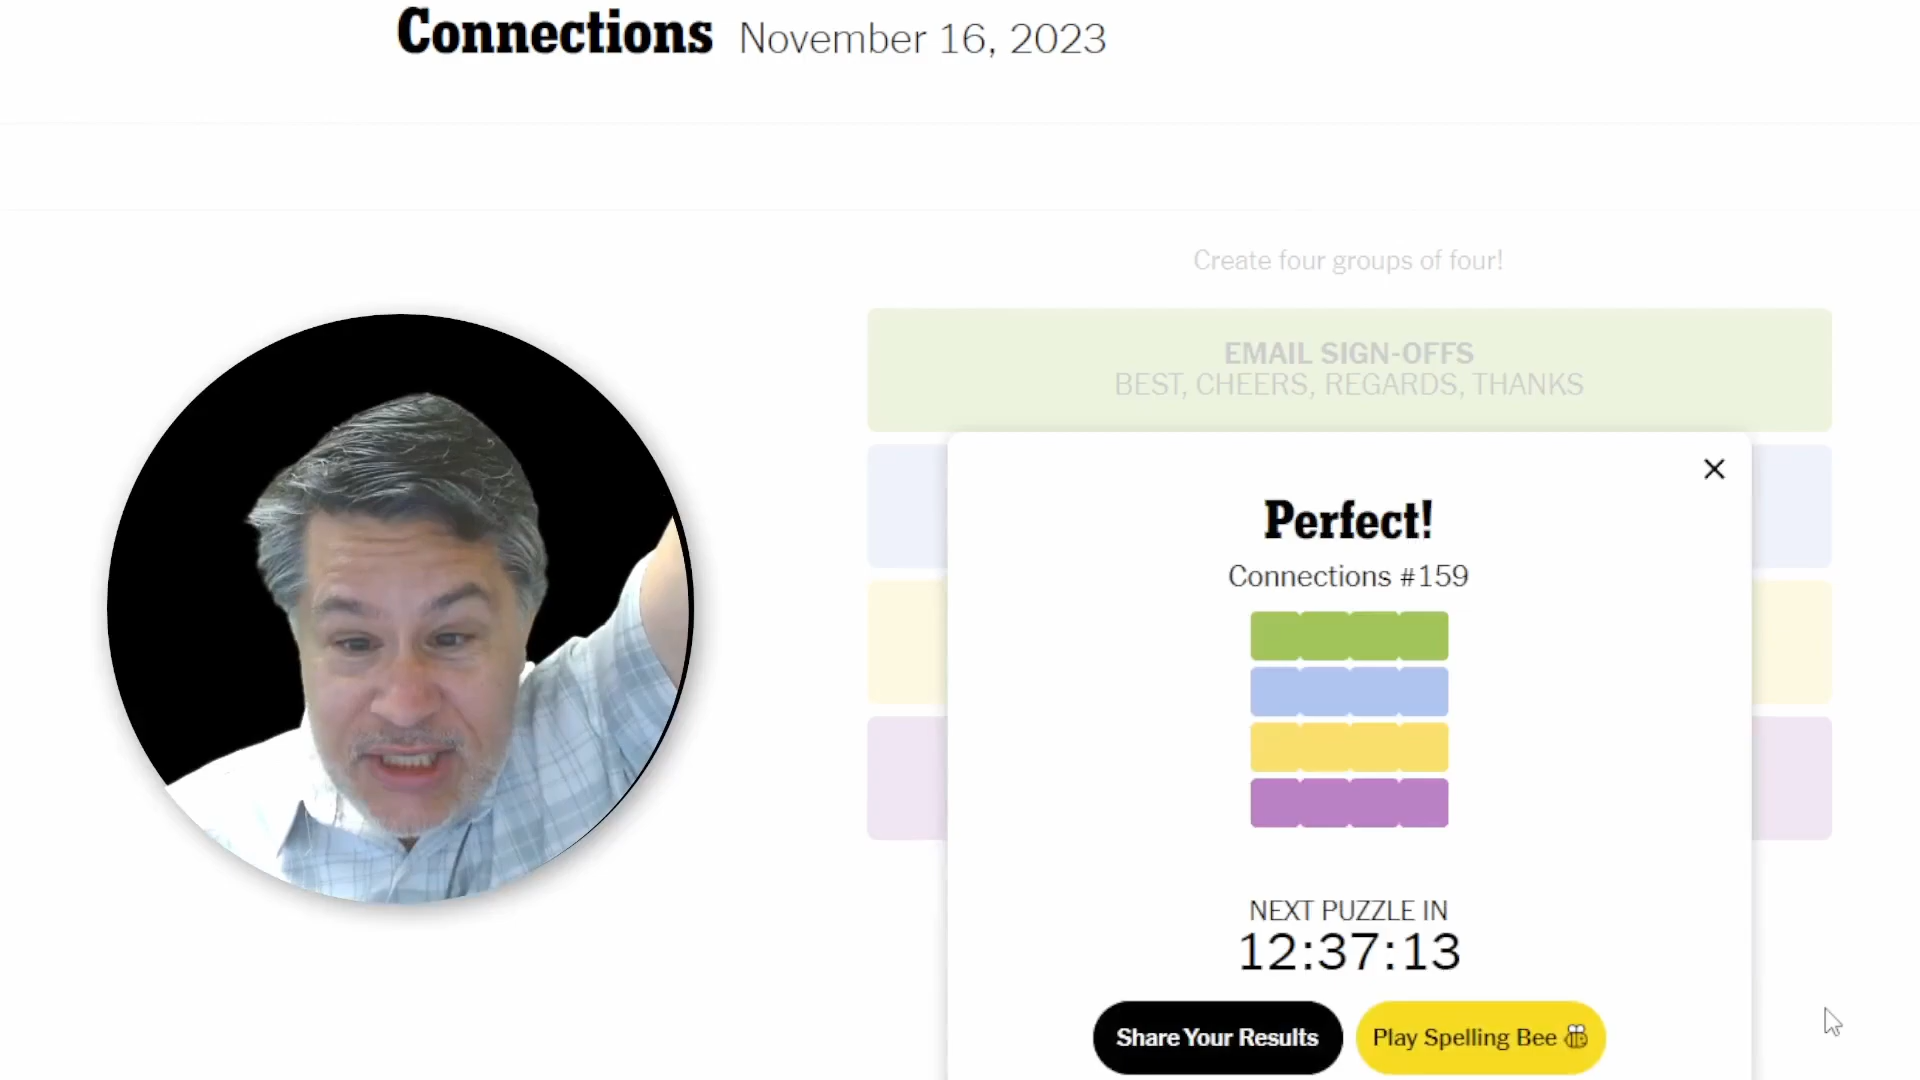 Connections November 16, 2023
Create four groups of four!
EMAIL SIGN-OFFS
BEST, CHEERS, REGARDS, THANKS
Perfect!
Connections #159
NEXT PUZZLE IN
12:37:13
Share Your Results
Play Spelling Bee